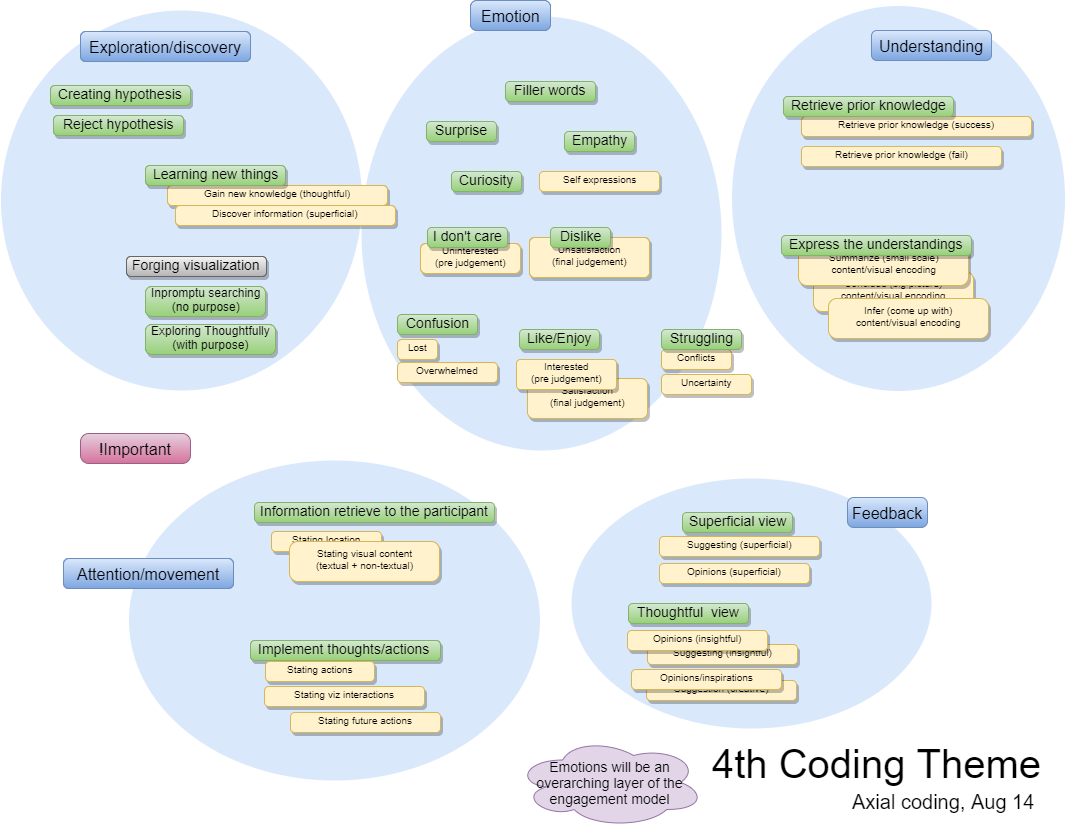 Exploration/discovery
Creating hypothesis
Reject hypothesis
Learning new things
Gain new knowledge (thoughtful)
Discover information (superficial)
Forging visualization
Inpromptu searching
(no purpose)
Exploring Thoughtfully
(with purpose)
Emotion
Filler words
Surprise
Empathy
Curiosity
Self expressions
I don't care
Uninterested
(pre judgement)
Dislike
Unsatisfaction
(final judgement)
Confusion
Lost
Overwhelmed
Like/Enjoy
Interested
(pre judgement)
Satisfaction
(final judgement)
Struggling
Conflicts
Uncertainty
Understanding
Retrieve prior knowledge
Retrieve prior knowledge (success)
Retrieve prior knowledge (fail)
Express the understandings
Summarize (small scale)
content/visual encoding
Conclude (big picture)
content/visual encoding
Infer (come up with)
content/visual encoding
!Important
Attention/movement
Information retrieve to the participant
Stating location
Stating visual content
(textual + non-textual)
Implement thoughts/actions
Stating actions
Stating viz interactions
Stating future actions
Feedback
Superficial view
Suggesting (superficial)
Opinions (superficial)
Thoughtful  view
Opinions (insightful)
Suggesting (insightful)
Opinions/inspirations
Suggestion (creative)
Emotions will be an
overarching layer of the
engagement model
4th Coding Theme
Axial coding, Aug 14